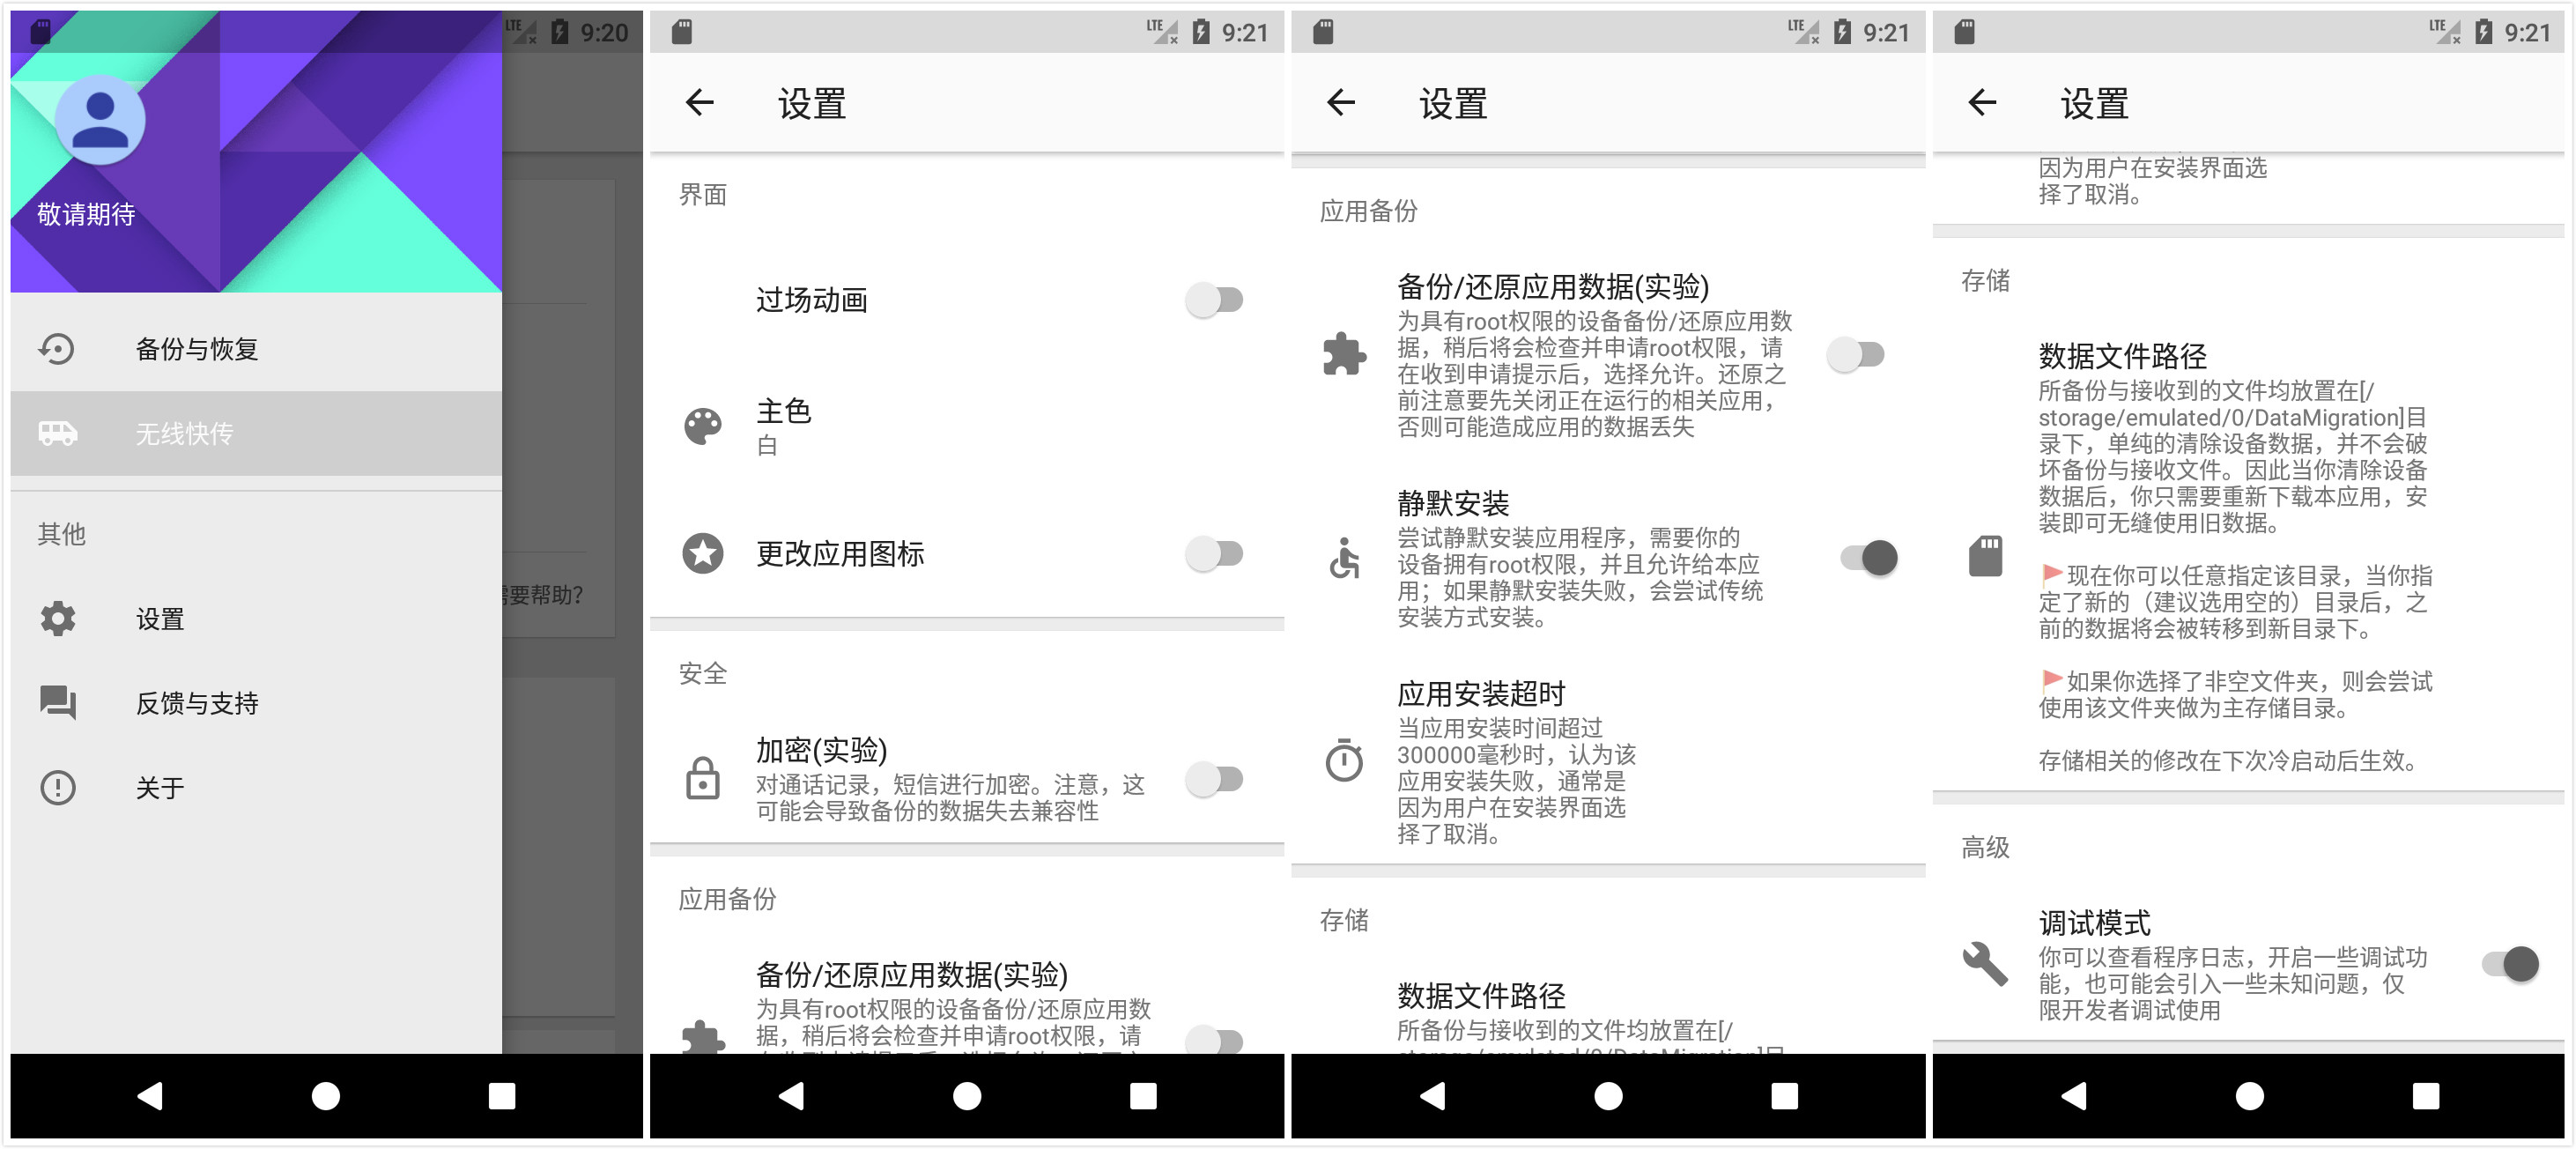 LTE 9:20
敬请期待
备份与恢复
无线快传
其他
需要帮助?
设置
反馈与支持
关于
LTE 9:21
设置
界面
过场动画
主色
白
更改应用图标
安全
加密(实验)
对通话记录，短信进行加密。注意，这
可能会导致备份的数据失去兼容性
应用备份
备份/还原应用数据(实验)
为具有root权限的设备备份/还原应用数
据，稍后将会检查并申请root权限，请
LTE 9:21
设置
应用备份
备份/还原应用数据(实验)
为具有root权限的设备备份/还原应用数
据，稍后将会检查并申请root权限，请
在收到申请提示后，选择允许。还原之
前注意要先关闭正在运行的相关应用，
否则可能造成应用的数据丢失
静默安装
尝试静默安装应用程序，需要你的
设备拥有root权限，并且允许给本应
用；如果静默安装失败，会尝试传统
安装方式安装。
应用安装超时
当应用安装时间超过
300000毫秒时，认为该
应用安装失败，通常是
因为用户在安装界面选
择了取消。
存储
数据文件路径
所备份与接收到的文件均放置在[/
storage/emulated/0/DataMigration]目
LTE 9:21
设置
因为用户在安装界面选
择了取消。
存储
数据文件路径
所备份与接收到的文件均放置在[/
storage/emulated/0/DataMigration]目
录下，单纯的清除设备数据，并不会破
坏备份与接收文件。因此当你清除设备
数据后，你只需要重新下载本应用，安
装即可无缝使用旧数据。
🚩现在你可以任意指定该目录，当你指
定了新的（建议选用空的）目录后，之
前的数据将会被转移到新目录下。
🚩如果你选择了非空文件夹，则会尝试
使用该文件夹做为主存储目录。
存储相关的修改在下次冷启动后生效。
高级
调试模式
你可以查看程序日志，开启一些调试功
能，也可能会引入一些未知问题，仅
限开发者调试使用